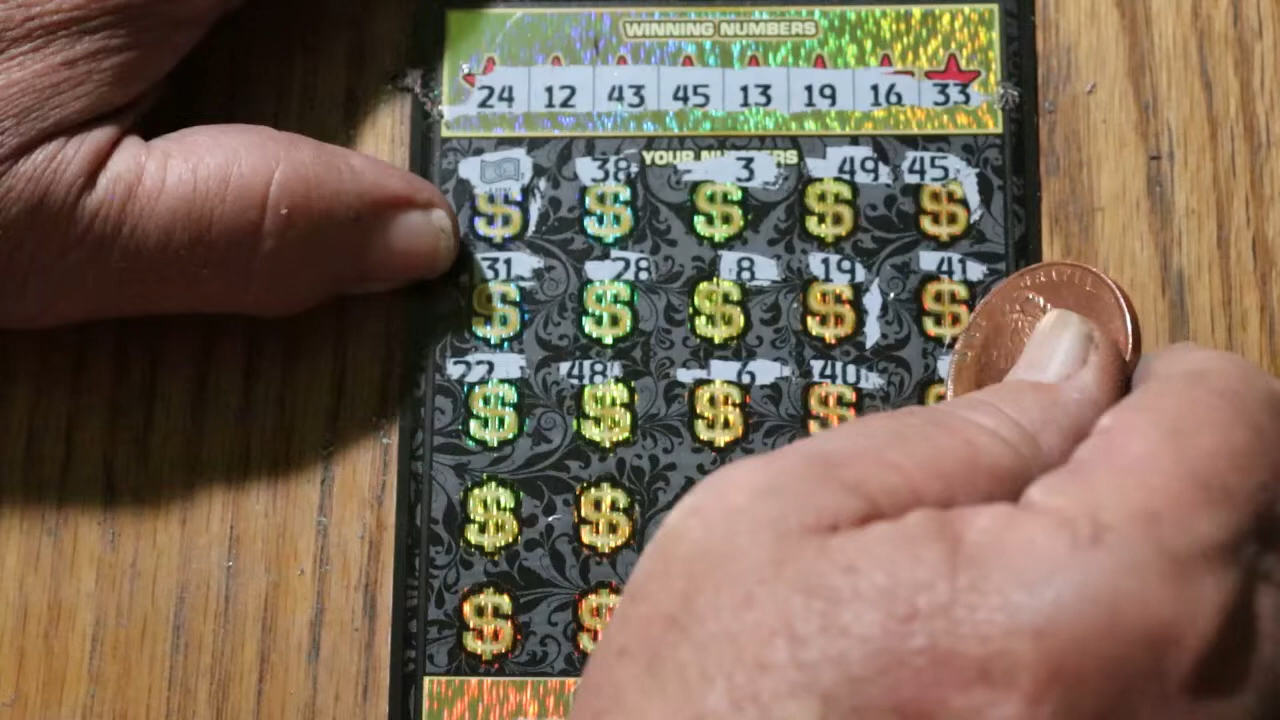 WINNING NUMBERS
24 12 43 45 13 19 16 33
YOUR NUMBERS
38 3 49 45
$ $ $ $ $
31 28 8 19 41
$ $ $ $ $
22 48 6 40
$ $ $ $
$ $
$ $